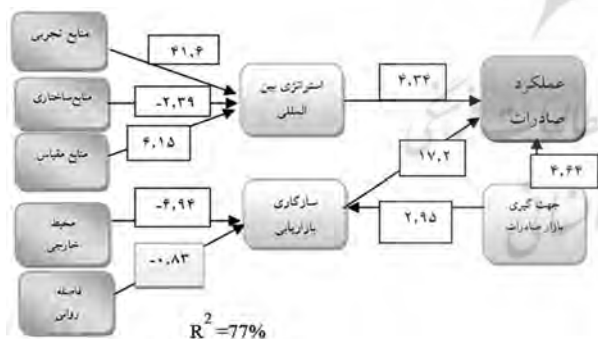 منابع تجربی
۴۱,۴
استراتژی بین
المللی
۴,۳۴
عملکرد
صادرات
منابع ساختاری
-۲,۳۹
منابع مقیاس
۴,۱۵
۱۷,۲
۴,۶۴
محیط
خارجی
-۴,۹۴
سازگاری
بازاریابی
۲,۹۵
جهت گیری
بازار صادرات
فاصله
روانی
-۰,۸۳
R² =77%